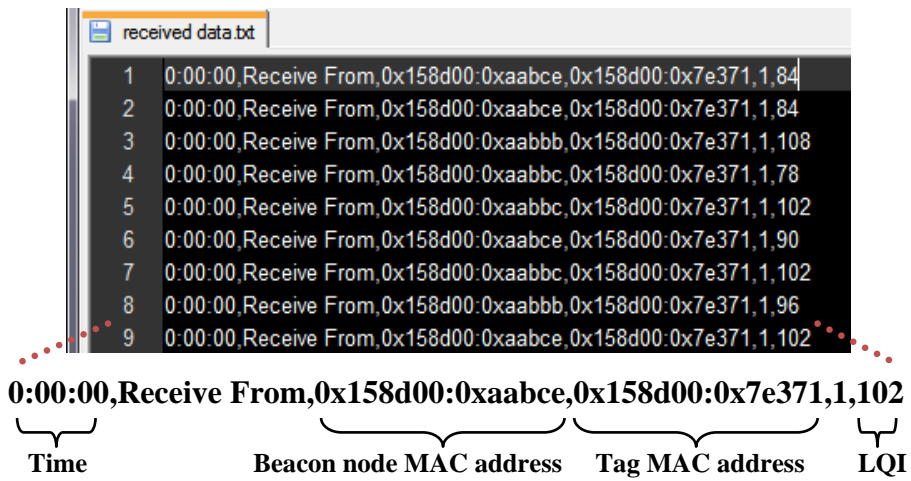 received data.txt
1 0:00:00,Receive From,0x158d00:0xaabce,0x158d00:0x7e371,1,84
2 0:00:00,Receive From,0x158d00:0xaabce,0x158d00:0x7e371,1,84
3 0:00:00,Receive From,0x158d00:0xaabbb,0x158d00:0x7e371,1,108
4 0:00:00,Receive From,0x158d00:0xaabbc,0x158d00:0x7e371,1,78
5 0:00:00,Receive From,0x158d00:0xaabbc,0x158d00:0x7e371,1,102
6 0:00:00,Receive From,0x158d00:0xaabce,0x158d00:0x7e371,1,90
7 0:00:00,Receive From,0x158d00:0xaabbc,0x158d00:0x7e371,1,102
8 0:00:00,Receive From,0x158d00:0xaabbb,0x158d00:0x7e371,1,96
9 0:00:00,Receive From,0x158d00:0xaabce,0x158d00:0x7e371,1,102
0:00:00,Receive From,0x158d00:0xaabce,0x158d00:0x7e371,1,102
Time Beacon node MAC address Tag MAC address LQI